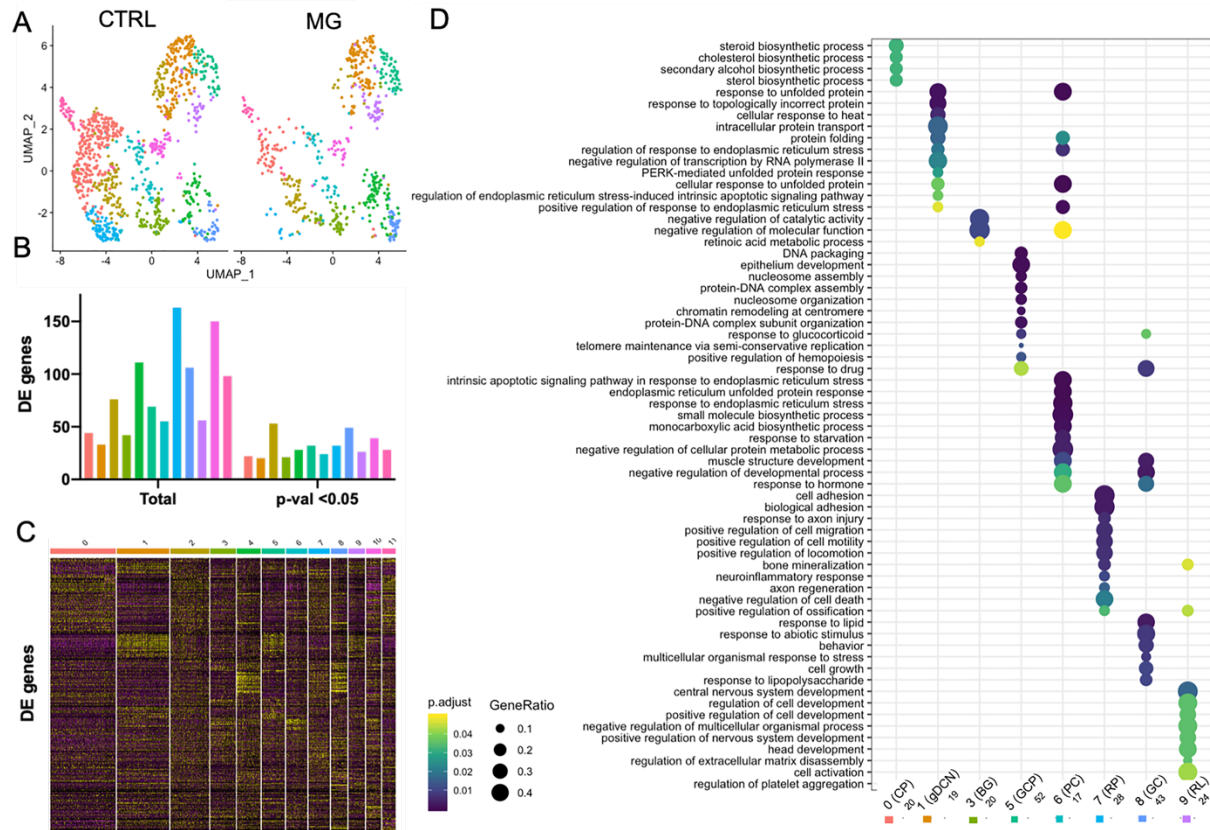 A
CTRL
MG
UMAP_2
6
4
2
0
-2
-8
-4
0
4
-8
-4
0
4
UMAP_1
B
DE genes
150
100
50
0
Total
p-val <0.05
C
0
1
2
3
4
5
6
7
8
9
10
11
DE genes
p.adjust
0.04
0.03
0.02
0.01
GeneRatio
0.1
0.2
0.3
0.4
D
steroid biosynthetic process
cholesterol biosynthetic process
secondary alcohol biosynthetic process
sterol biosynthetic process
response to unfolded protein
response to topologically incorrect protein
cellular response to heat
intracellular protein transport
protein folding
regulation of response to endoplasmic reticulum stress
negative regulation of transcription by RNA polymerase II
PERK-mediated unfolded protein response
cellular response to unfolded protein
regulation of endoplasmic reticulum stress-induced intrinsic apoptotic signaling pathway
positive regulation of response to endoplasmic reticulum stress
negative regulation of catalytic activity
negative regulation of molecular function
retinoic acid metabolic process
DNA packaging
epithelium development
nucleosome assembly
protein-DNA complex assembly
nucleosome organization
chromatin remodeling at centromere
protein-DNA complex subunit organization
response to glucocorticoid
telomere maintenance via semi-conservative replication
positive regulation of hemopoiesis
response to drug
intrinsic apoptotic signaling pathway in response to endoplasmic reticulum stress
endoplasmic reticulum unfolded protein response
response to endoplasmic reticulum stress
small molecule biosynthetic process
monocarboxylic acid biosynthetic process
response to starvation
negative regulation of cellular protein metabolic process
muscle structure development
negative regulation of developmental process
response to hormone
cell adhesion
biological adhesion
response to axon injury
positive regulation of cell migration
positive regulation of cell motility
positive regulation of locomotion
bone mineralization
neuroinflammatory response
axon regeneration
negative regulation of cell death
positive regulation of ossification
response to lipid
response to abiotic stimulus
behavior
multicellular organismal response to stress
cell growth
response to lipopolysaccharide
central nervous system development
regulation of cell development
positive regulation of cell development
negative regulation of multicellular organismal process
positive regulation of nervous system development
head development
regulation of extracellular matrix disassembly
cell activation
regulation of platelet aggregation
0 (CP)
20
1 (gDCN)
19
3 (BG)
20
5 (GCP)
52
6 (PC)
17
7 (RP)
28
8 (GC)
43
9 (RL)
24